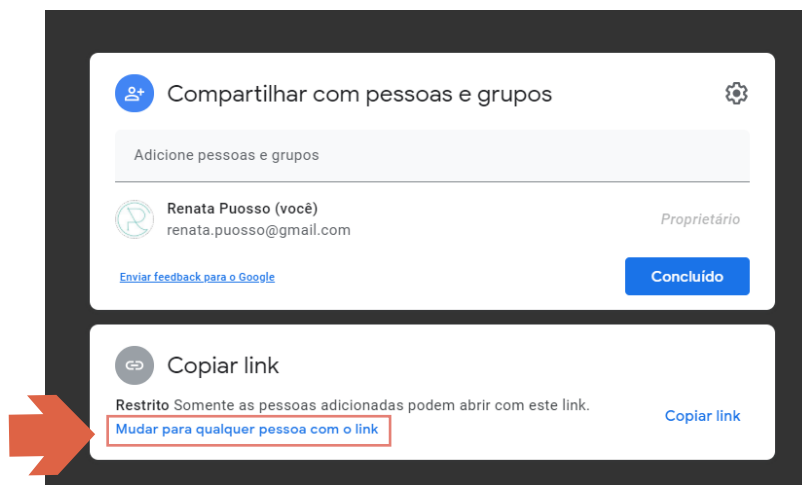 Compartilhar com pessoas e grupos
Adicione pessoas e grupos
Renata Puosso (você)
renata.puosso@gmail.com
Proprietário
Enviar feedback para o Google
Concluído
Copiar link
Restrito Somente as pessoas adicionadas podem abrir com este link.
Mudar para qualquer pessoa com o link
Copiar link